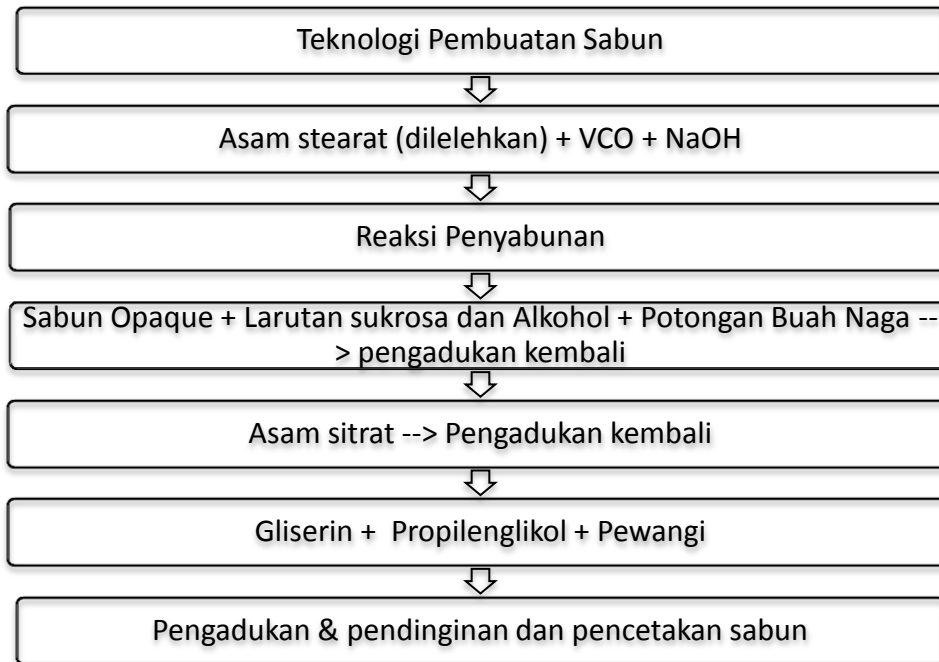 Teknologi Pembuatan Sabun
Asam stearat (dilelehkan) + VCO + NaOH
Reaksi Penyabunan
Sabun Opaque + Larutan sukrosa dan Alkohol + Potongan Buah Naga --
> pengadukan kembali
Asam sitrat --> Pengadukan kembali
Gliserin +  Propilenglikol + Pewangi
Pengadukan & pendinginan dan pencetakan sabun